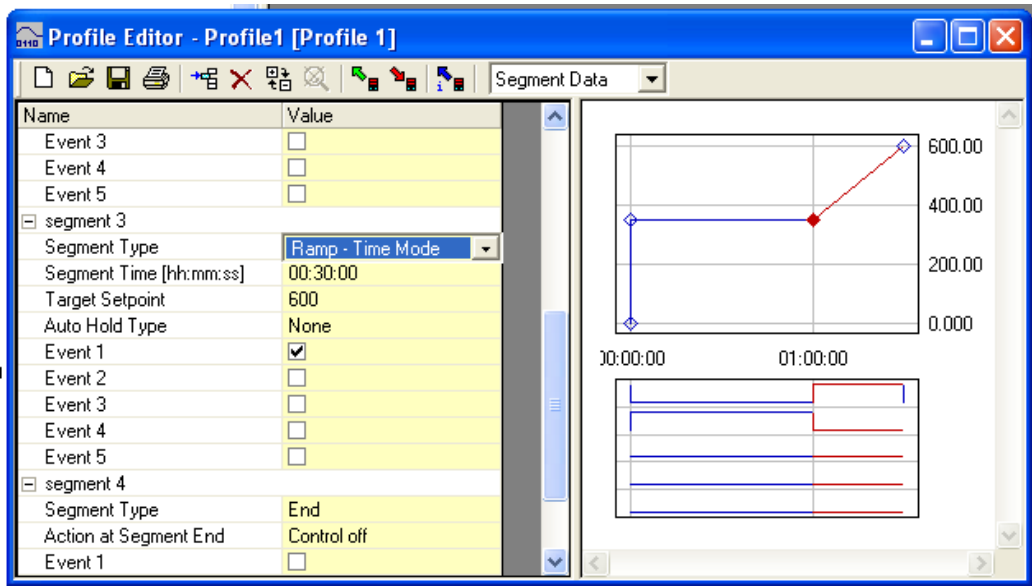 Profile Editor - Profile1 [Profile 1]
Segment Data
Name Value
Event 3
Event 4
Event 5
segment 3
Segment Type Ramp - Time Mode
Segment Time [hh:mm:ss] 00:30:00
Target Setpoint 600
Auto Hold Type None
Event 1
Event 2
Event 3
Event 4
Event 5
segment 4
Segment Type End
Action at Segment End Control off
Event 1
600.00
400.00
200.00
0.000
00:00:00 01:00:00